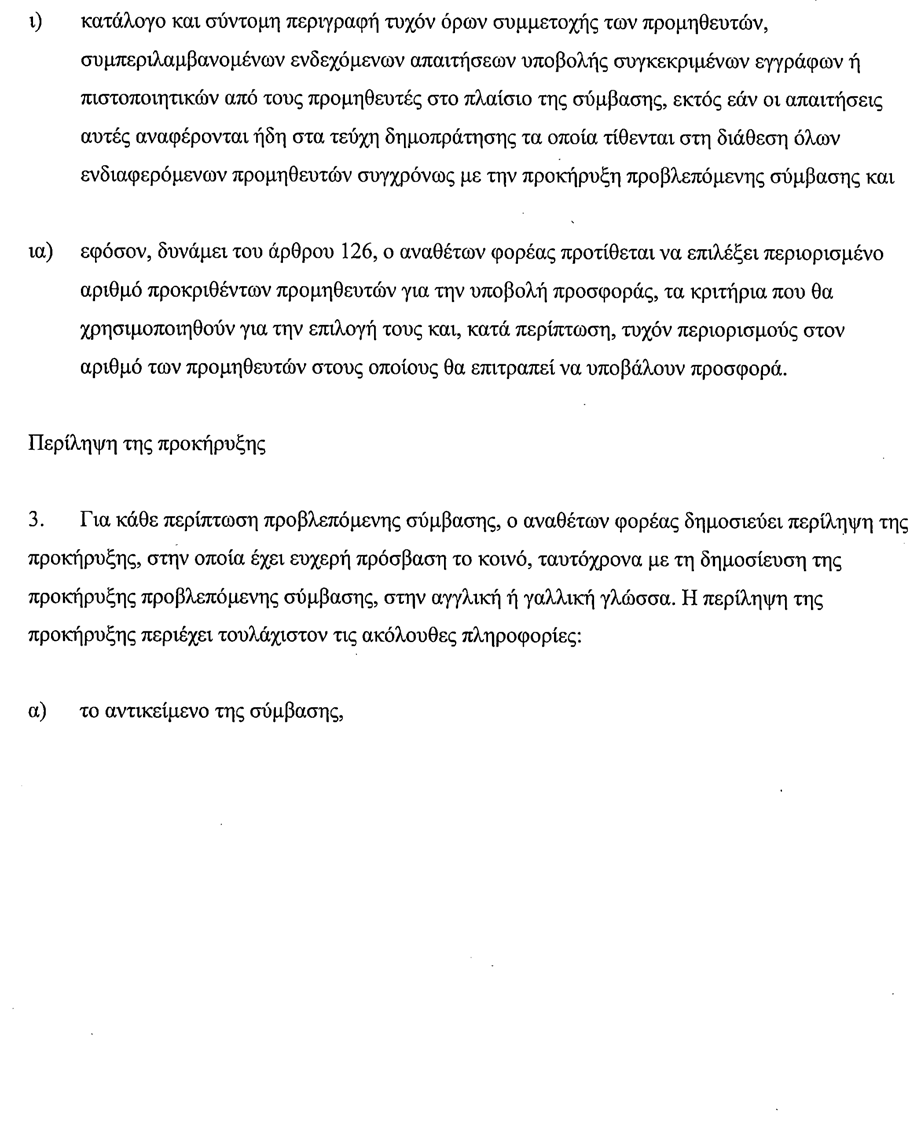 ι) κατάλογο και σύντομη περιγραφή τυχόν όρων συμμετοχής των προμηθευτών,
συμπεριλαμβανομένων ενδεχόμενων απαιτήσεων υποβολής συγκεκριμένων εγγράφων ή
πιστοποιητικών από τους προμηθευτές στο πλαίσιο της σύμβασης, εκτός εάν οι απαιτήσεις
αυτές αναφέρονται ήδη στα τεύχη δημοπράτησης τα οποία τίθενται στη διάθεση όλων
ενδιαφερόμενων προμηθευτών συγχρόνως με την προκήρυξη προβλεπόμενης σύμβασης και
ια) εφόσον, δυνάμει του άρθρου 126, ο αναθέτων φορέας προτίθεται να επιλέξει περιορισμένο
αριθμό προκριθέντων προμηθευτών για την υποβολή προσφοράς, τα κριτήρια που θα
χρησιμοποιηθούν για την επιλογή τους και, κατά περίπτωση, τυχόν περιορισμούς στον
αριθμό των προμηθευτών στους οποίους θα επιτραπεί να υποβάλουν προσφορά.
Περίληψη της προκήρυξης
3. Για κάθε περίπτωση προβλεπόμενης σύμβασης, ο αναθέτων φορέας δημοσιεύει περίληψη της
προκήρυξης, στην οποία έχει ευχερή πρόσβαση το κοινό, ταυτόχρονα με τη δημοσίευση της
προκήρυξης προβλεπόμενης σύμβασης, στην αγγλική ή γαλλική γλώσσα. Η περίληψη της
προκήρυξης περιέχει τουλάχιστον τις ακόλουθες πληροφορίες:
α) το αντικείμενο της σύμβασης,